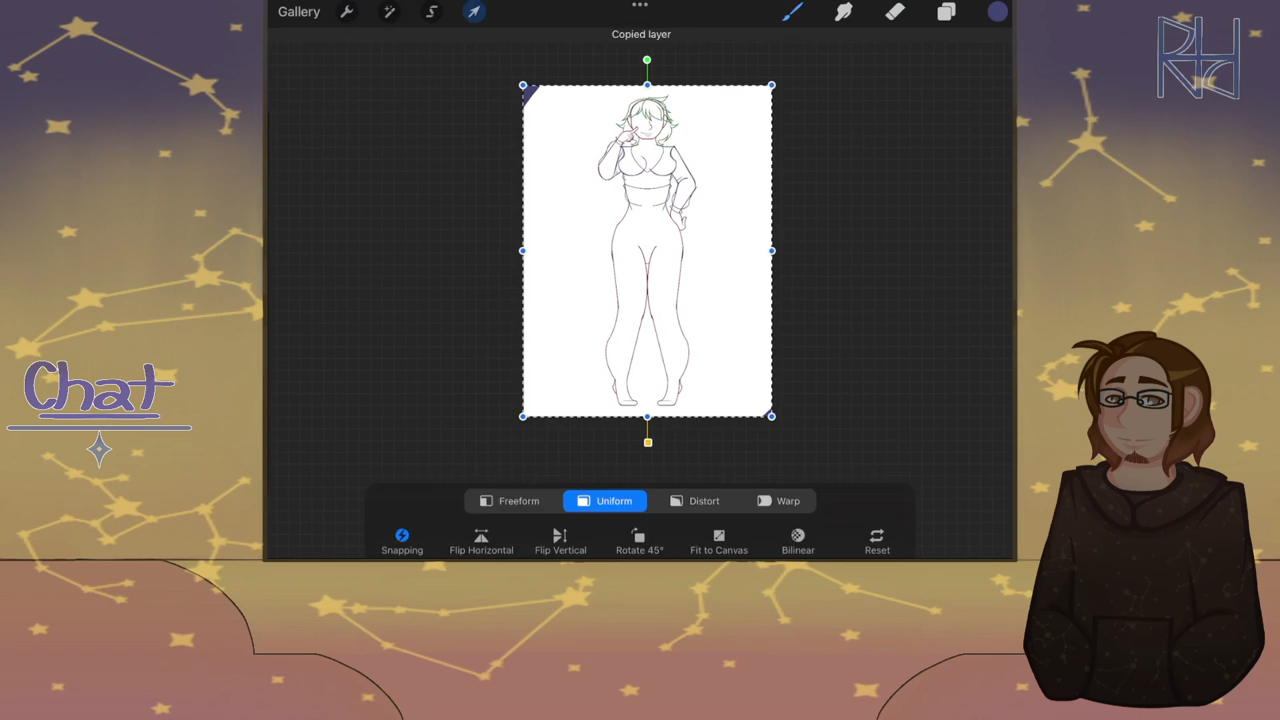 Gallery
Copied layer
Chat
Freeform
Uniform
Distort
Warp
Snapping
Flip Horizontal
Flip Vertical
Rotate 45°
Fit to Canvas
Bilinear
Reset